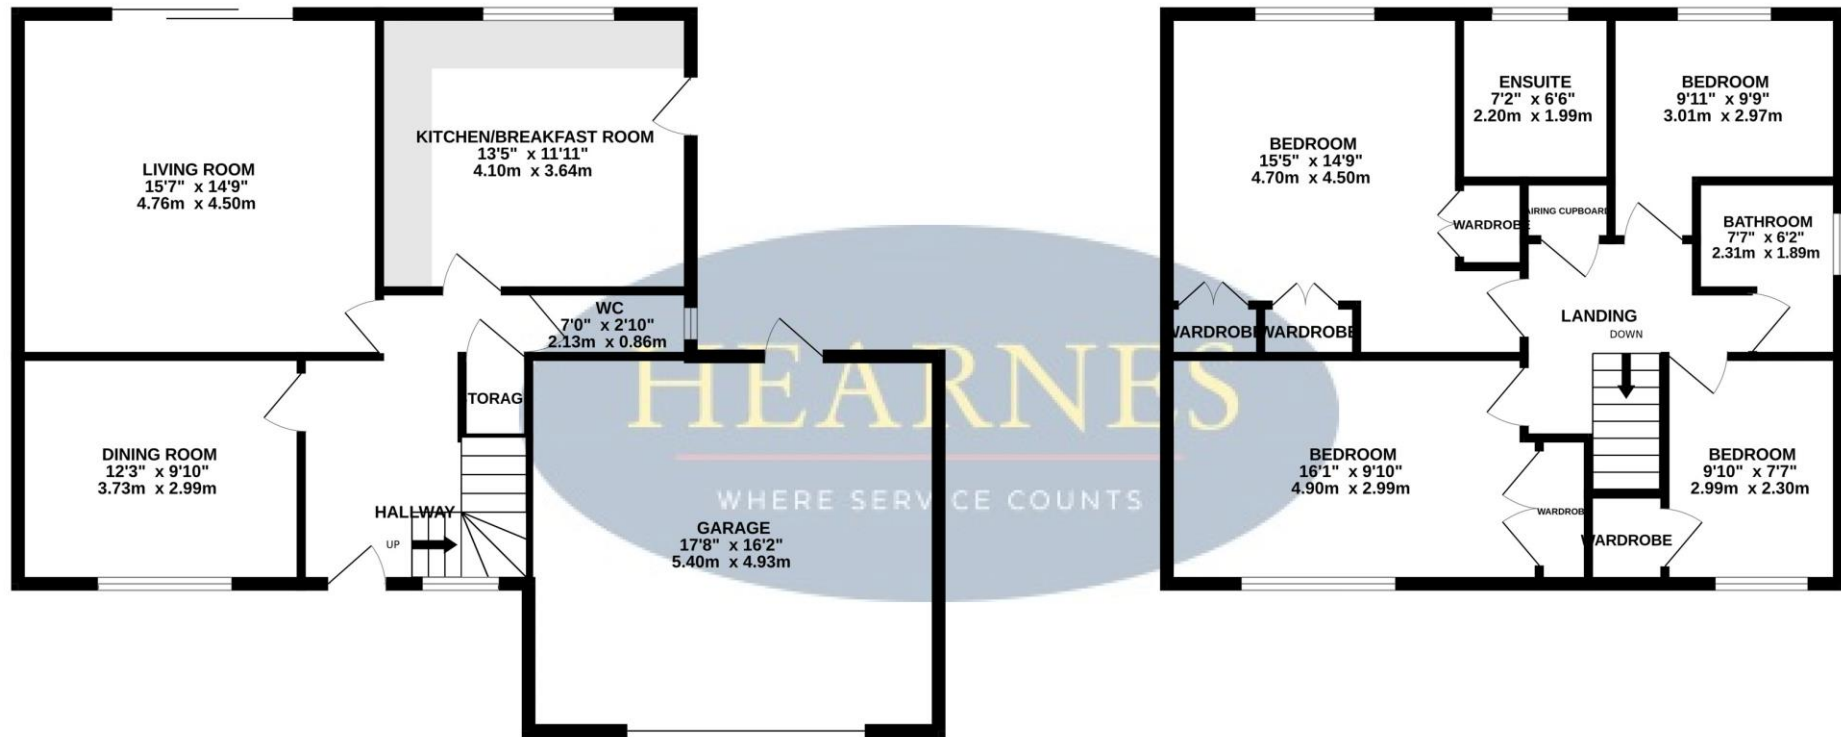 LIVING ROOM
15'7" x 14'9"
4.76m x 4.50m
KITCHEN/BREAKFAST ROOM
13'5" x 11'11"
4.10m x 3.64m
WC
7'0" x 2'10"
2.13m x 0.86m
STORAG
DINING ROOM
12'3" x 9'10"
3.73m x 2.99m
HALLWAY
UP
GARAGE
17'8" x 16'2"
5.40m x 4.93m
HEARNES
WHERE SERVICE COUNTS
BEDROOM
15'5" x 14'9"
4.70m x 4.50m
ENSUITE
7'2" x 6'6"
2.20m x 1.99m
BEDROOM
9'11" x 9'9"
3.01m x 2.97m
WARDROBE
AIRING CUPBOARD
BATHROOM
7'7" x 6'2"
2.31m x 1.89m
WARDROBE
WARDROBE
LANDING
DOWN
BEDROOM
16'1" x 9'10"
4.90m x 2.99m
WARDROB
WARDROBE
BEDROOM
9'10" x 7'7"
2.99m x 2.30m